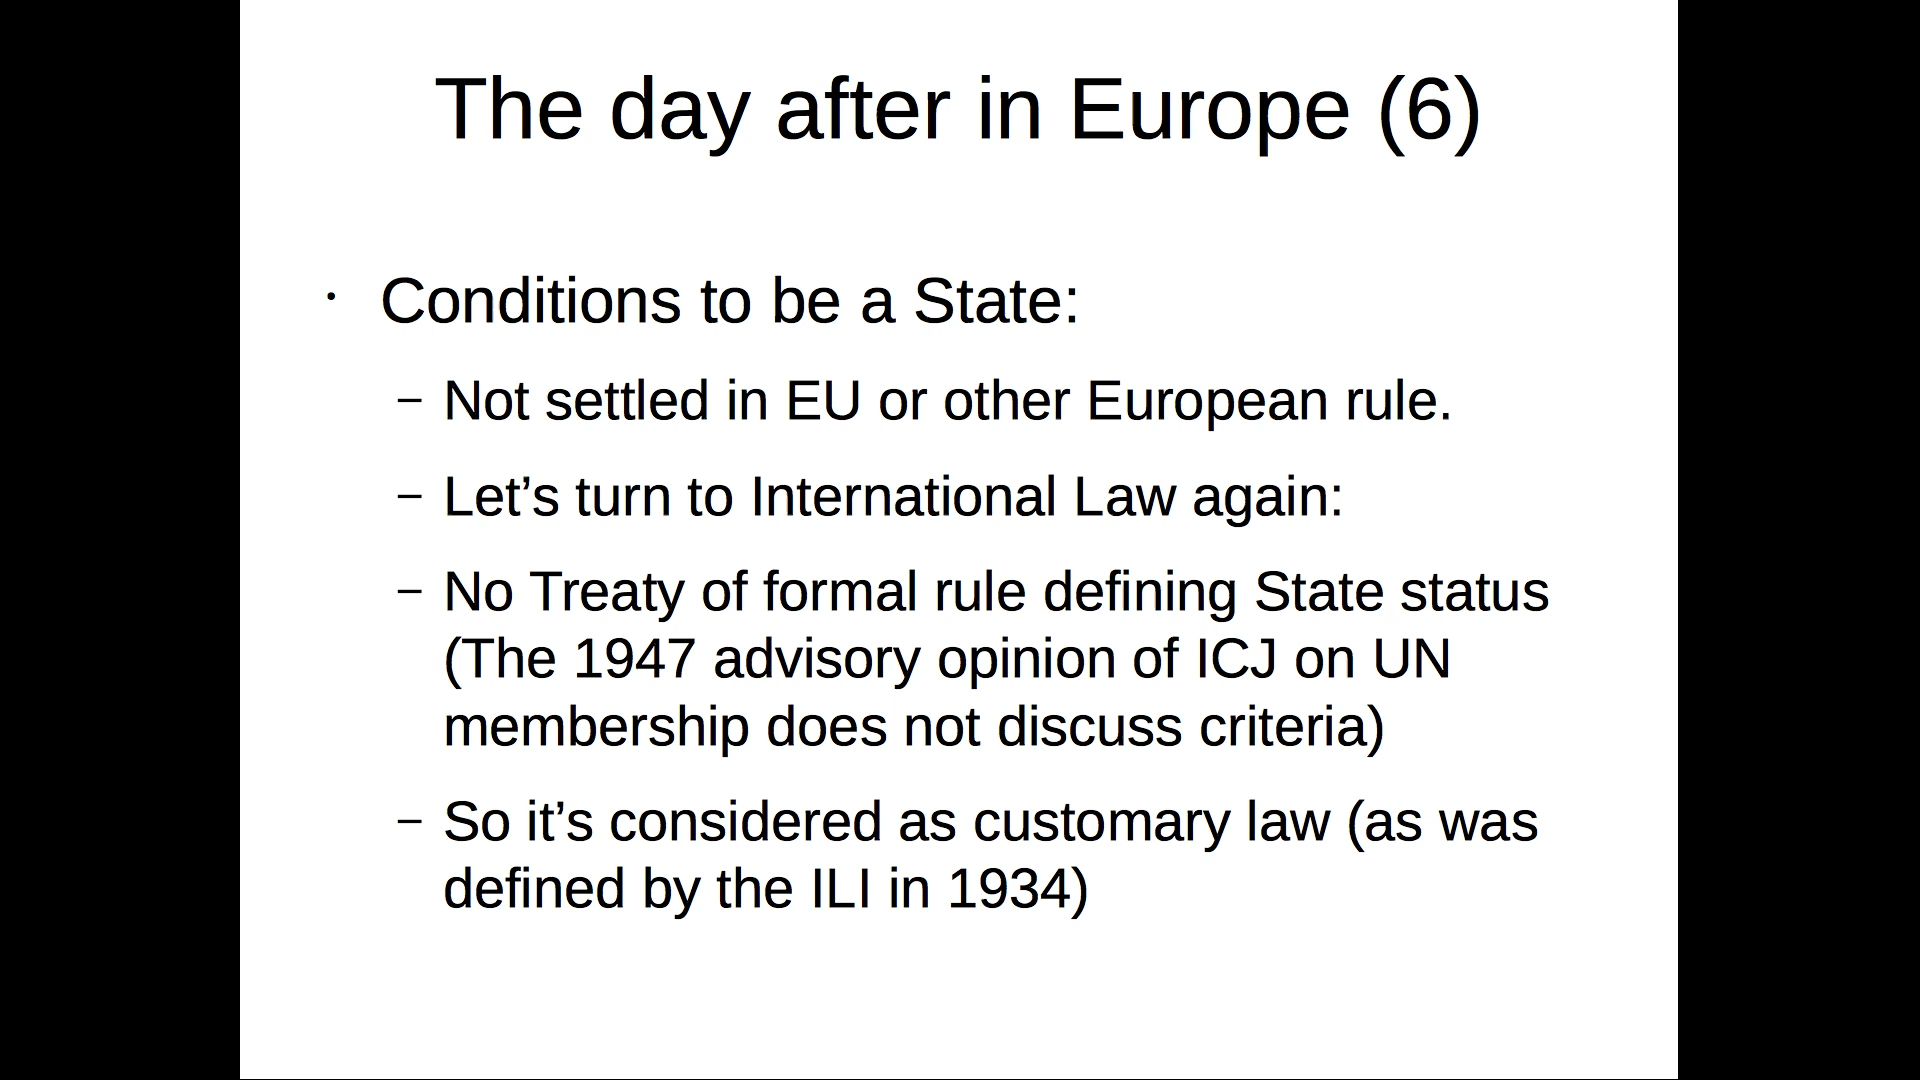 The day after in Europe (6)
• Conditions to be a State:
– Not settled in EU or other European rule.
– Let’s turn to International Law again:
– No Treaty of formal rule defining State status
(The 1947 advisory opinion of ICJ on UN
membership does not discuss criteria)
– So it’s considered as customary law (as was
defined by the ILI in 1934)